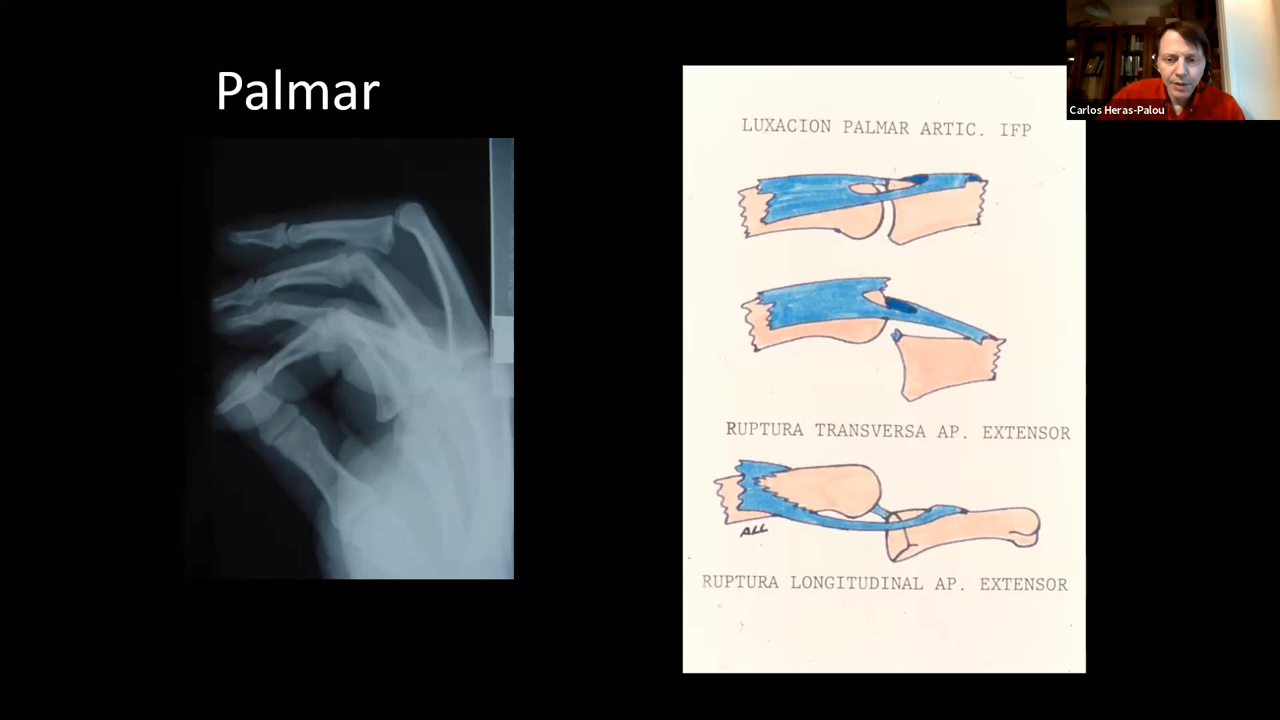 Palmar
Carlos Heras-Palou
LUXACION PALMAR ARTIC. IFP
RUPTURA TRANSVERSA AP. EXTENSOR
ALL
RUPTURA LONGITUDINAL AP. EXTENSOR